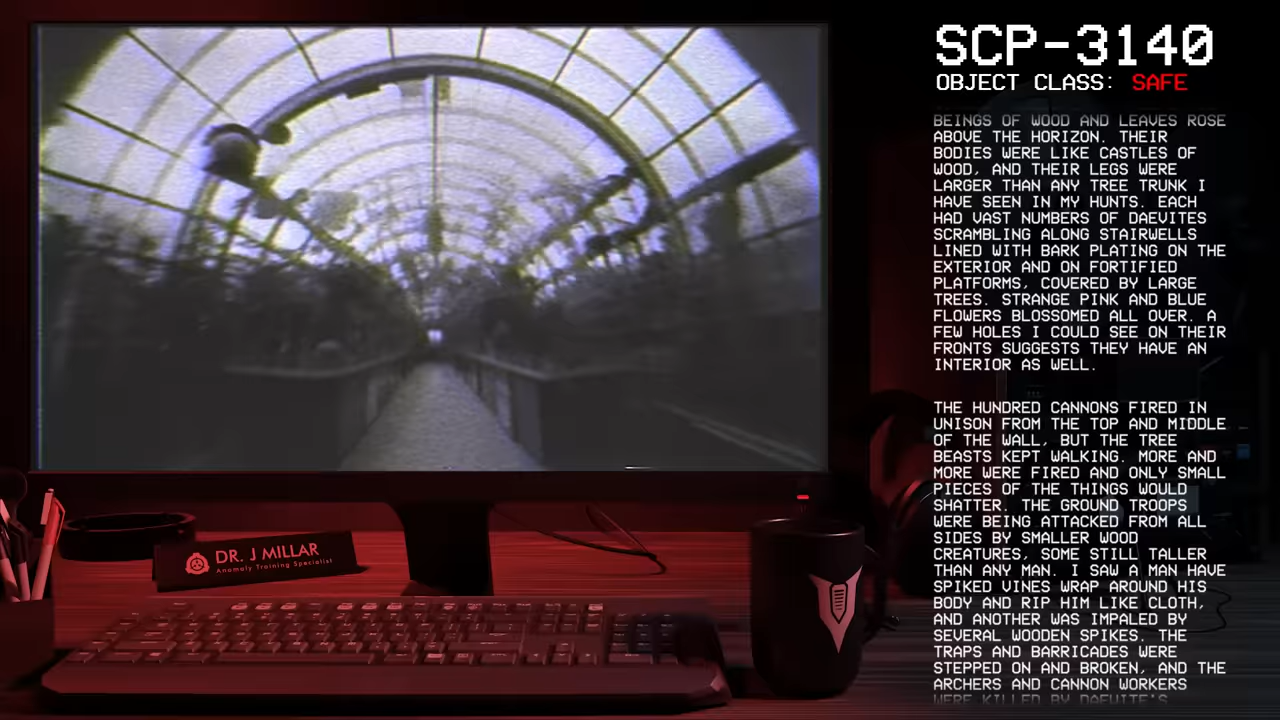 SCP-3140
OBJECT CLASS: SAFE
BEINGS OF WOOD AND LEAVES ROSE
ABOVE THE HORIZON. THEIR
BODIES WERE LIKE CASTLES OF
WOOD, AND THEIR LEGS WERE
LARGER THAN ANY TREE TRUNK I
HAVE SEEN IN MY HUNTS. EACH
HAD VAST NUMBERS OF DAEVITES
SCRAMBLING ALONG STAIRWELLS
LINED WITH BARK PLATING ON THE
EXTERIOR AND ON FORTIFIED
PLATFORMS, COVERED BY LARGE
TREES. STRANGE PINK AND BLUE
FLOWERS BLOSSOMED ALL OVER. A
FEW HOLES I COULD SEE ON THEIR
FRONTS SUGGESTS THEY HAVE AN
INTERIOR AS WELL.
THE HUNDRED CANNONS FIRED IN
UNISON FROM THE TOP AND MIDDLE
OF THE WALL, BUT THE TREE
BEASTS KEPT WALKING. MORE AND
MORE WERE FIRED AND ONLY SMALL
PIECES OF THE THINGS WOULD
SHATTER. THE GROUND TROOPS
WERE BEING ATTACKED FROM ALL
SIDES BY SMALLER WOOD
CREATURES, SOME STILL TALLER
THAN ANY MAN. I SAW A MAN HAVE
SPIKED VINES WRAP AROUND HIS
BODY AND RIP HIM LIKE CLOTH,
AND ANOTHER WAS IMPALED BY
SEVERAL WOODEN SPIKES. THE
TRAPS AND BARRICADES WERE
STEPPED ON AND BROKEN, AND THE
ARCHERS AND CANNON WORKERS
WERE KILLED BY DAEWITE'S
DR. J MILLAR
Anomaly Training Specialist